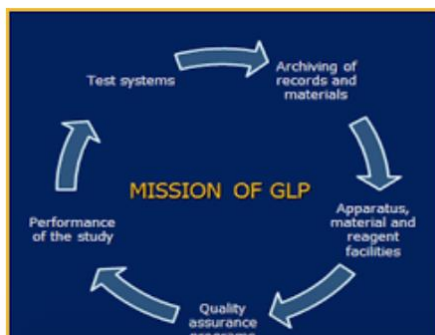 Test systems
Archiving of
records and
materials
MISSION OF GLP
Performance
of the study
Apparatus,
material and
reagent
facilities
Quality
assurance